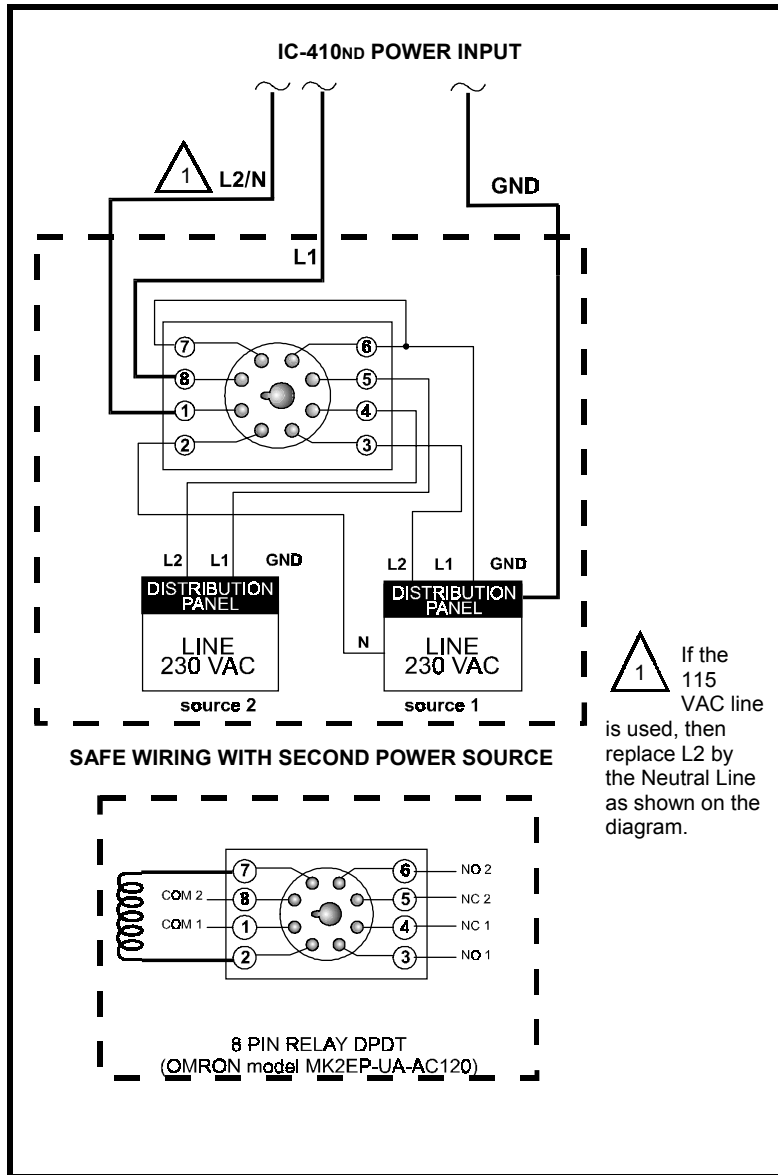 IC-410ND POWER INPUT
1
L2/N
GND
L1
7
6
8
5
1
4
2
3
L2 L1 GND
L2 L1 GND
DISTRIBUTION
PANEL
LINE
230 VAC
source 2
N
DISTRIBUTION
PANEL
LINE
230 VAC
source 1
1
If the
115
VAC line
is used, then
replace L2 by
the Neutral Line
as shown on the
diagram.
SAFE WIRING WITH SECOND POWER SOURCE
7
6 NO 2
COM 2 8
5 NC 2
COM 1 1
4 NC 1
2
3 NO 1
8 PIN RELAY DPDT
(OMRON model MK2EP-UA-AC120)